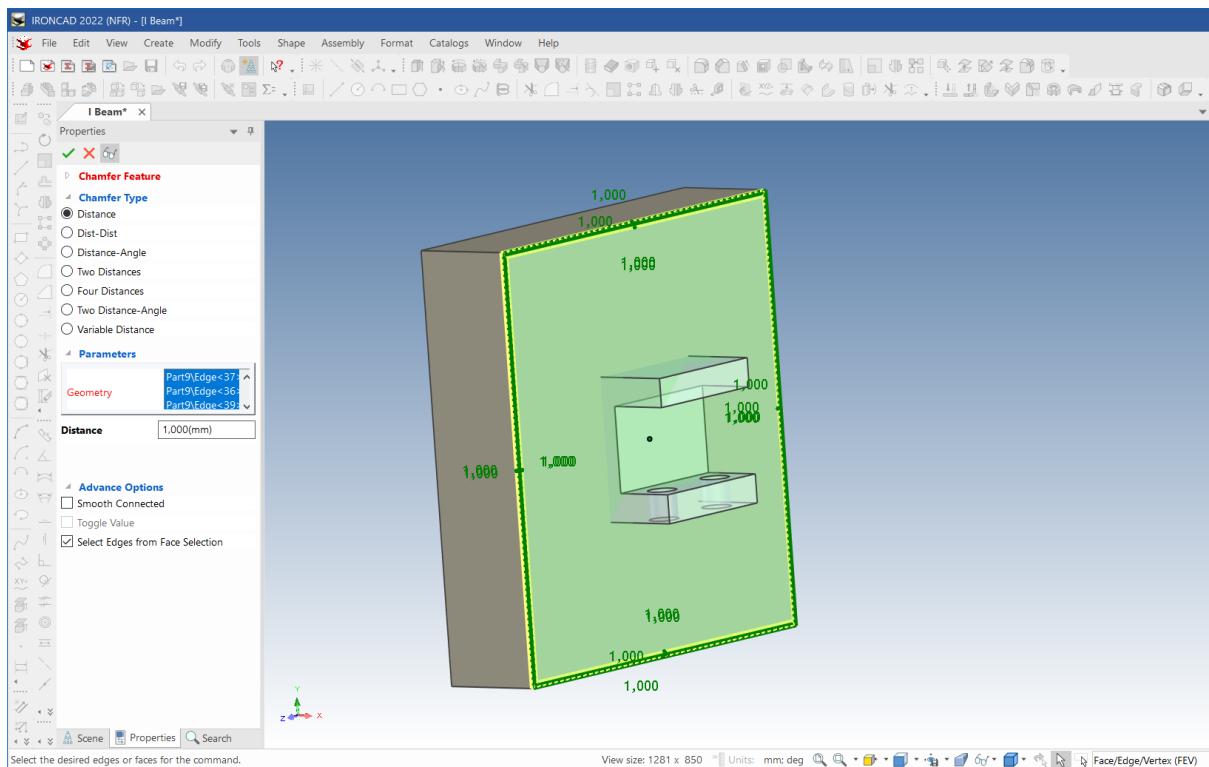 IRONCAD 2022 (NFR) - [I Beam*]
File Edit View Create Modify Tools Shape Assembly Format Catalogs Window Help
I Beam*
Properties
Chamfer Feature
Chamfer Type
Distance
Dist-Dist
Distance-Angle
Two Distances
Four Distances
Two Distance-Angle
Variable Distance
Parameters
Geometry
Part9\Edge<37>
Part9\Edge<36>
Part9\Edge<39>
Distance 1,000(mm)
Advance Options
Smooth Connected
Toggle Value
Select Edges from Face Selection
1,000
1,000
1,000
1,000
1,000
1,000
1,000
1,000
1,000
1,000
1,000
Y
Z X
Scene Properties Search
Select the desired edges or faces for the command.
View size: 1281 x 850 Units: mm; deg Face/Edge/Vertex (FEV)